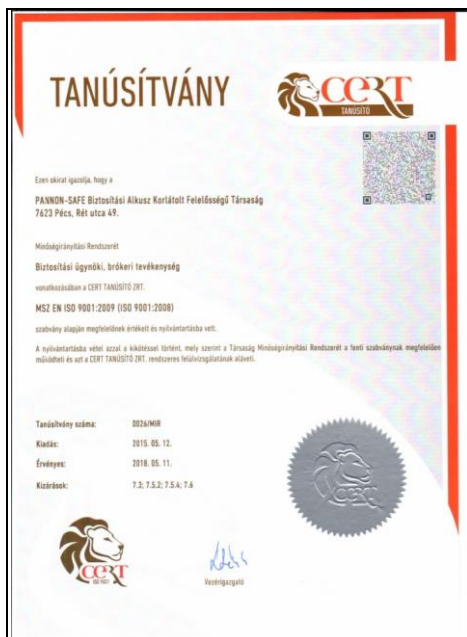 TANÚSÍTVÁNY
CERT
TANÚSÍTÓ
Ezen okirat igazolja, hogy a
PANNON-SAFE Biztosítási Alkusz Korlátolt Felelősségű Társaság
7623 Pécs, Rét utca 49.
Minőségirányítási Rendszerét
Biztosítási ügynöki, brókeri tevékenység
vonatkozásában a CERT TANÚSÍTÓ ZRT.
MSZ EN ISO 9001:2009 (ISO 9001:2008)
szabvány alapján megfelelőnek értékelt és nyilvántartásba vett.
A nyilvántartásba vétel azzal a kikötéssel történt, mely szerint a Társaság Minőségirányítási Rendszerét a fenti szabványnak megfelelően
működteti és azt a CERT TANÚSÍTÓ ZRT. rendszeres felülvizsgálatának aláveti.
Tanúsítvány száma: 0026/MIR
Kiadás: 2015. 05. 12.
Érvényes: 2018. 05. 11.
Kizárások: 7.3; 7.5.2; 7.5.4; 7.6
CERT
CERT
ISO 9001
Vezérigazgató